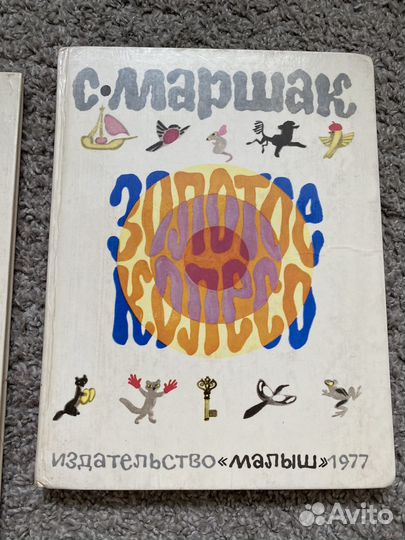 С. МАРШАК
ЗОЛОТОЕ
КОЛЕСО
ИЗДАТЕЛЬСТВО «МАЛЫШ» 1977
Avito